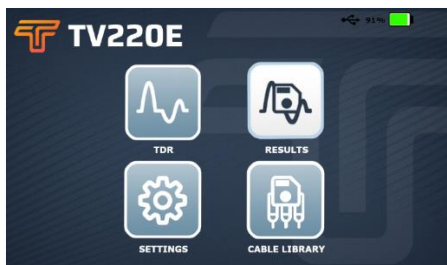 TV220E
91%
TDR
RESULTS
SETTINGS
CABLE LIBRARY